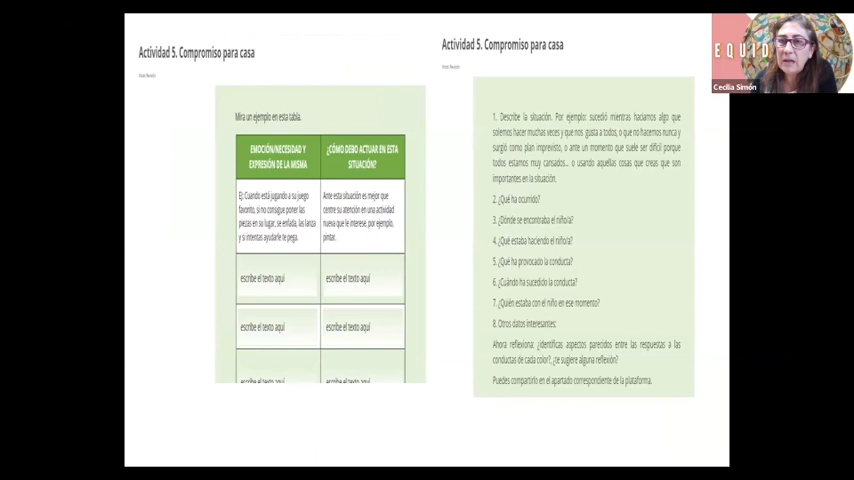 Actividad 5. Compromiso para casa
Mira un ejemplo en esta tabla.
EMOCIÓN/NECESIDAD Y
EXPRESIÓN DE LA MISMA
¿CÓMO DEBO ACTUAR EN ESTA
SITUACIÓN?
Ej: Cuando está jugando a su juego
favorito, si no consigue poner las
piezas en su lugar, se enfada, las lanza
y si intentas ayudarle te pega.
Ante esta situación es mejor que
centre su atención en una actividad
nueva que le interese, por ejemplo,
pintar.
escribe el texto aquí
escribe el texto aquí
escribe el texto aquí
escribe el texto aquí
escribe el texto aquí
escribe el texto aquí
Actividad 5. Compromiso para casa
1. Describe la situación. Por ejemplo: sucedió mientras hacíamos algo que
solemos hacer muchas veces y que nos gusta a todos, o que no hacemos nunca y
surgió como plan imprevisto, o ante un momento que suele ser difícil porque
todos estamos muy cansados... o usando aquellas cosas que creas que son
importantes en la situación.
2. ¿Qué ha ocurrido?
3. ¿Dónde se encontraba el niño/a?
4. ¿Qué estaba haciendo el niño/a?
5. ¿Qué ha provocado la conducta?
6. ¿Cuándo ha sucedido la conducta?
7. ¿Quién estaba con el niño en ese momento?
8. Otros datos interesantes:
Ahora reflexiona: ¿Identificas aspectos parecidos entre las respuestas a las
conductas de cada color?, ¿te sugiere alguna reflexión?
Puedes compartirlo en el apartado correspondiente de la plataforma.
EQUID
Cecilia Simón